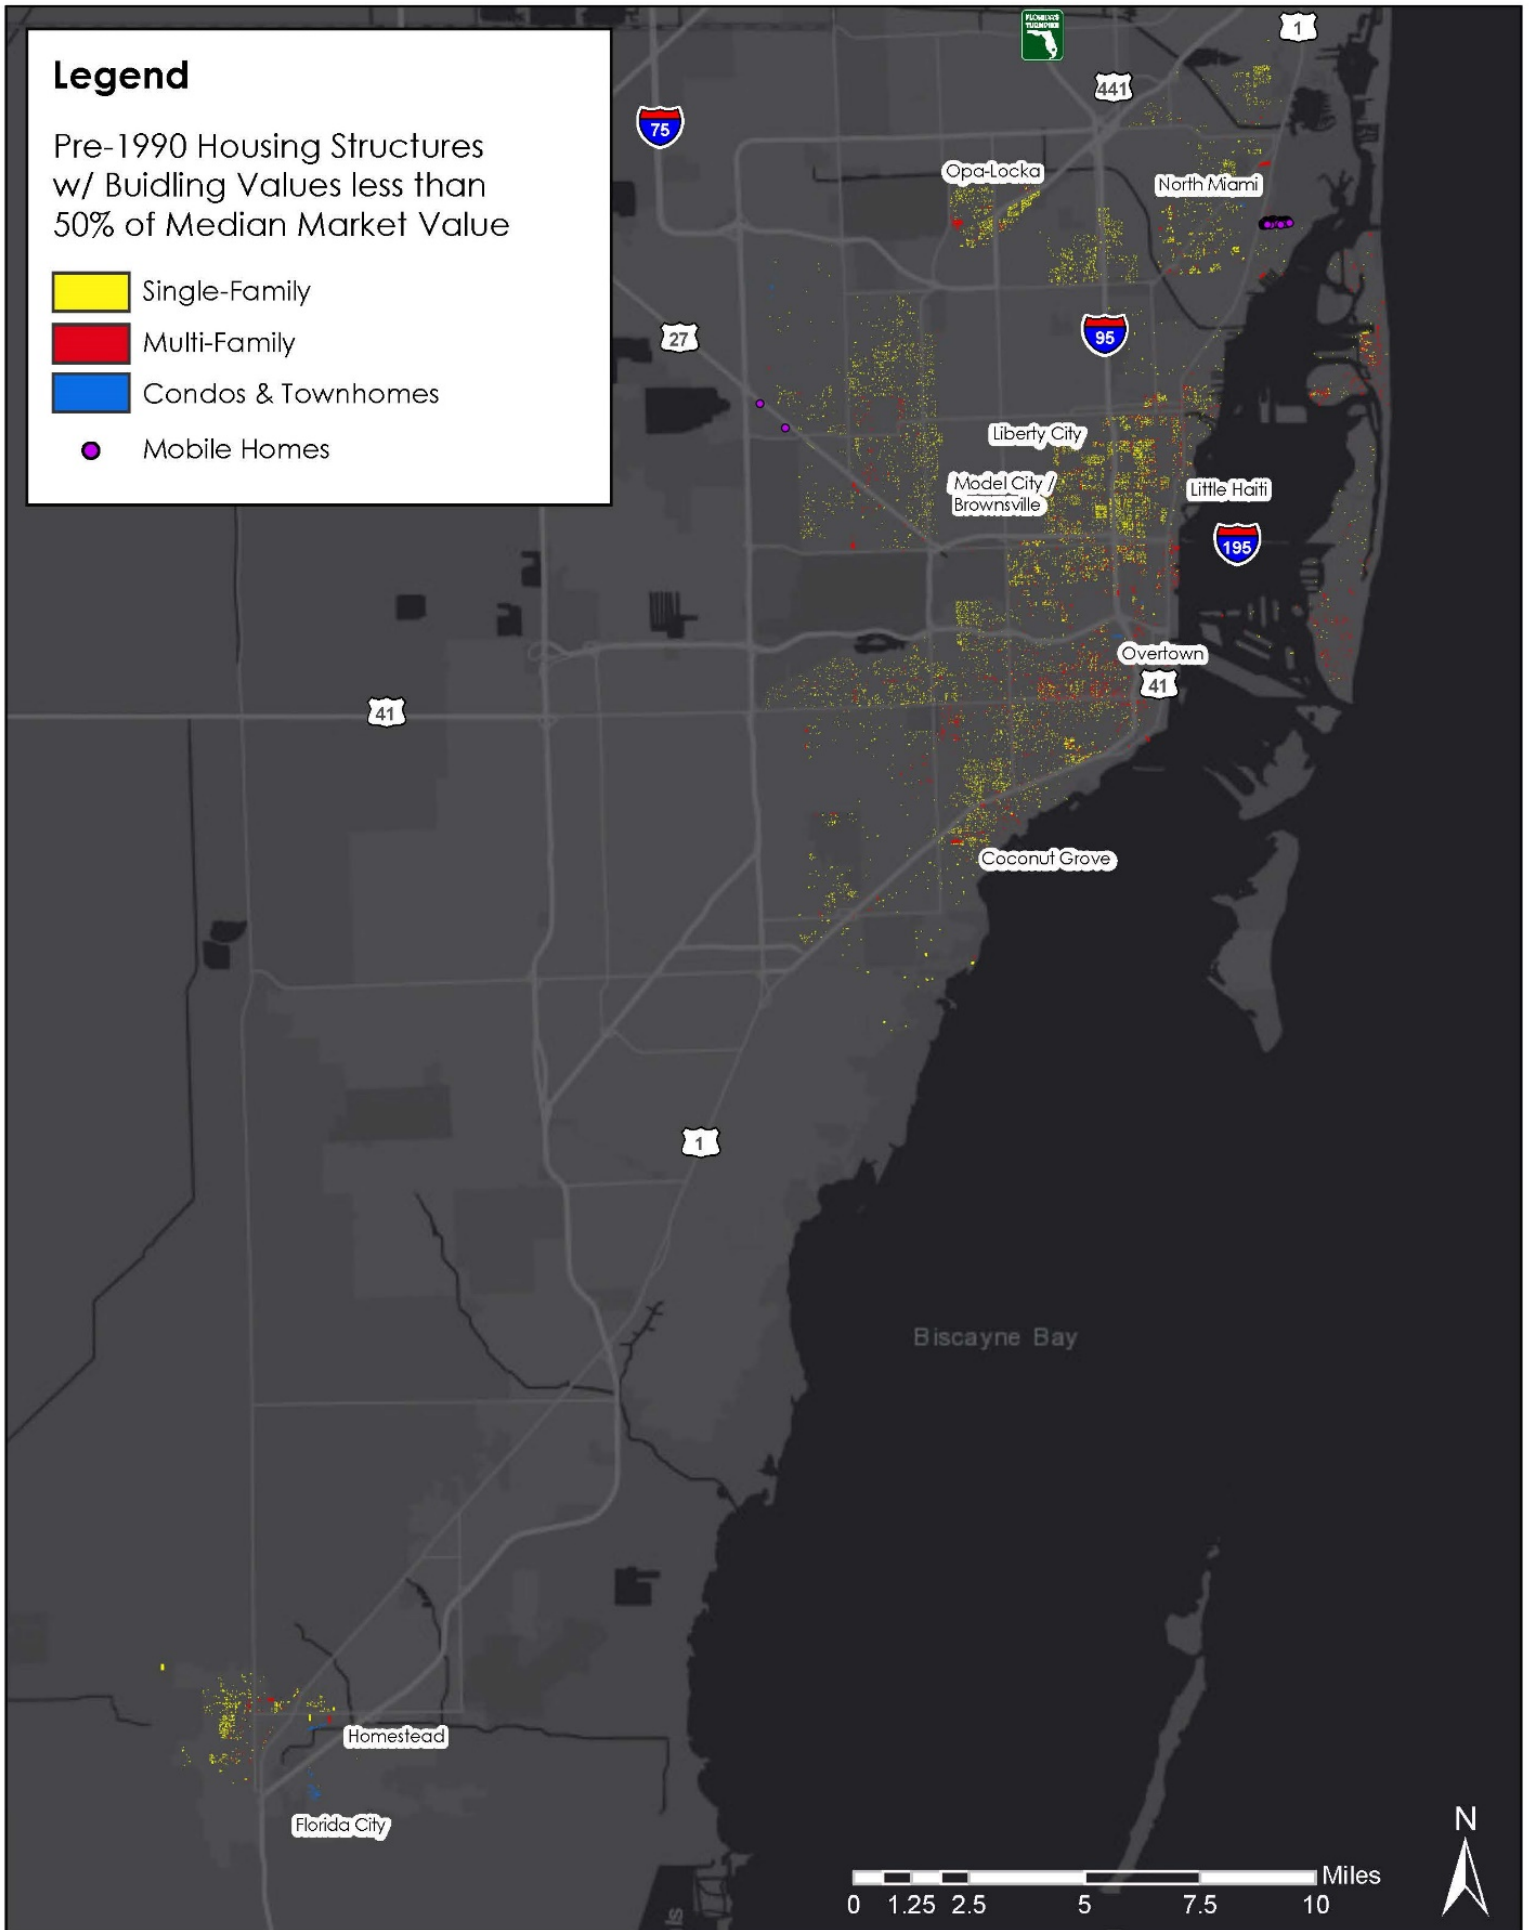 Legend
Pre-1990 Housing Structures
w/ Buidling Values less than
50% of Median Market Value
Single-Family
Multi-Family
Condos & Townhomes
Mobile Homes
FLORIDA'S
TURNPIKE
1
441
75
Opa-Locka
North Miami
27
95
Liberty City
Model City /
Brownsville
Little Haiti
195
Overtown
41
41
Coconut Grove
1
Biscayne Bay
Homestead
Florida City
N
Miles
0 1.25 2.5 5 7.5 10